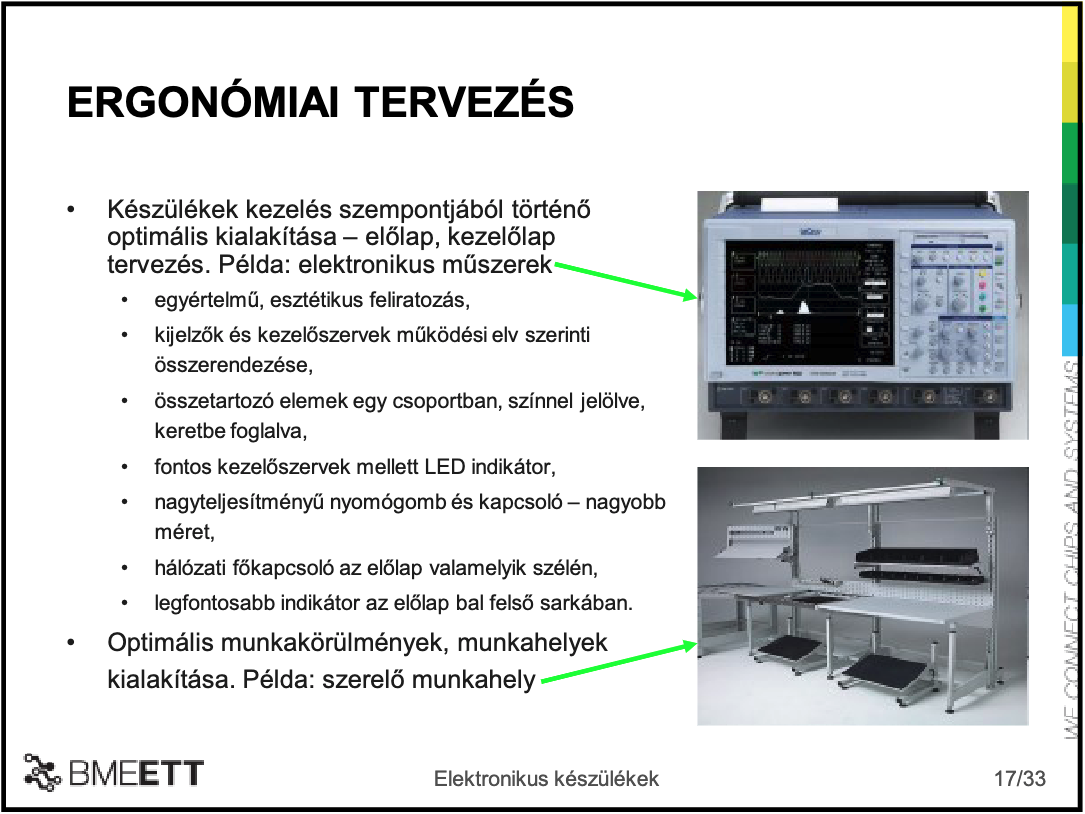 ERGONÓMIAI TERVEZÉS
• Készülékek kezelés szempontjából történő
optimális kialakítása – előlap, kezelőlap
tervezés. Példa: elektronikus műszerek
• egyértelmű, esztétikus feliratozás,
• kijelzők és kezelőszervek működési elv szerinti
összerendezése,
• összetartozó elemek egy csoportban, színnel jelölve,
keretbe foglalva,
• fontos kezelőszervek mellett LED indikátor,
• nagyteljesítményű nyomógomb és kapcsoló – nagyobb
méret,
• hálózati főkapcsoló az előlap valamelyik szélén,
• legfontosabb indikátor az előlap bal felső sarkában.
• Optimális munkakörülmények, munkahelyek
kialakítása. Példa: szerelő munkahely
WE CONNECT CHIPS AND SYSTEMS
BMEETT
Elektronikus készülékek
17/33